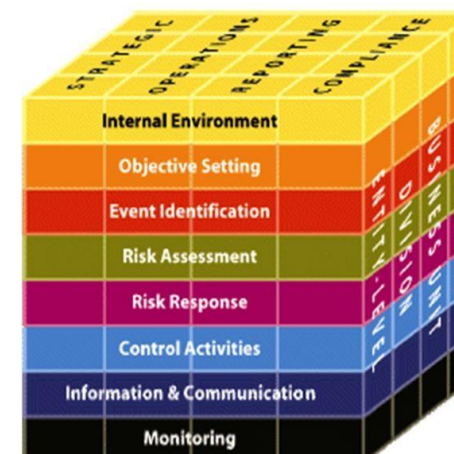 STRATEGIC
OPERATIONS
REPORTING
COMPLIANCE
Internal Environment
Objective Setting
Event Identification
Risk Assessment
Risk Response
Control Activities
Information & Communication
Monitoring
ENTITY-LEVEL
DIVISION
BUSINESS UNIT